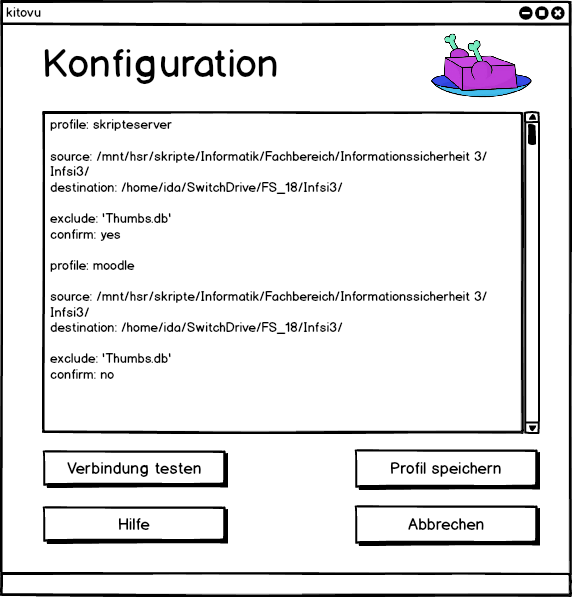 kitovu
Konfiguration
profile: skripteserver
source: /mnt/hsr/skripte/Informatik/Fachbereich/Informationssicherheit 3/
Infsi3/
destination: /home/ida/SwitchDrive/FS_18/Infsi3/
exclude: 'Thumbs.db'
confirm: yes
profile: moodle
source: /mnt/hsr/skripte/Informatik/Fachbereich/Informationssicherheit 3/
Infsi3/
destination: /home/ida/SwitchDrive/FS_18/Infsi3/
exclude: 'Thumbs.db'
confirm: no
Verbindung testen
Profil speichern
Hilfe
Abbrechen